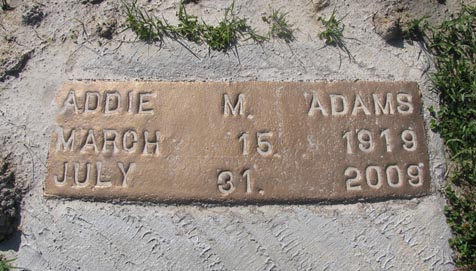 ADDIE M. ADAMS
MARCH 15. 1919
JULY 31. 2009